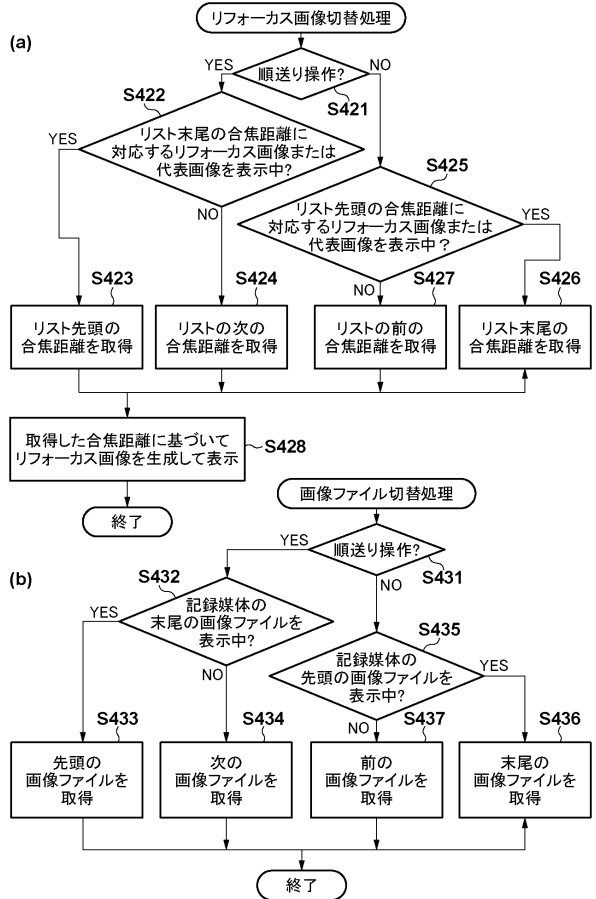 (a)
リフォーカス画像切替処理
順送り操作?
YES
NO
S421
S422
リスト末尾の合焦距離に
対応するリフォーカス画像または
代表画像を表示中?
YES
NO
S425
リスト先頭の合焦距離に
対応するリフォーカス画像または
代表画像を表示中?
YES
NO
S423
リスト先頭の
合焦距離を取得
S424
リストの次の
合焦距離を取得
S427
リストの前の
合焦距離を取得
S426
リスト末尾の
合焦距離を取得
取得した合焦距離に基づいて
リフォーカス画像を生成して表示
S428
終了
(b)
画像ファイル切替処理
順送り操作?
YES
NO
S431
S432
記録媒体の
末尾の画像ファイルを
表示中?
YES
NO
S435
記録媒体の
先頭の画像ファイルを
表示中?
YES
NO
S433
先頭の
画像ファイルを
取得
S434
次の
画像ファイルを
取得
S437
前の
画像ファイルを
取得
S436
末尾の
画像ファイルを
取得
終了